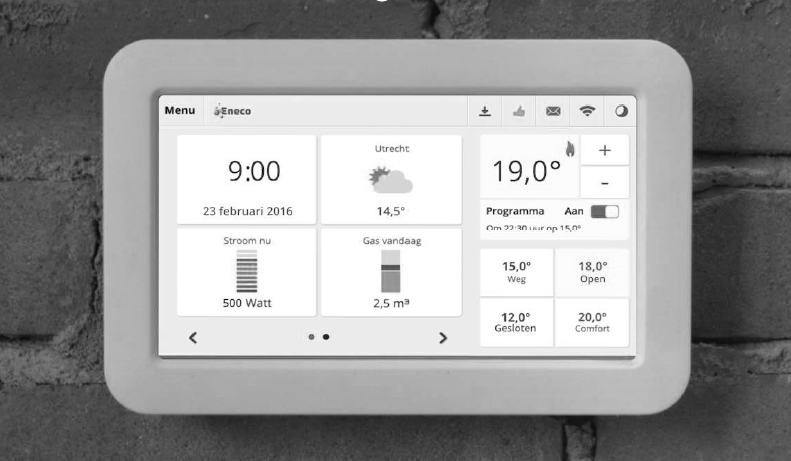 Menu
Eneco
9:00
23 februari 2016
Utrecht
14,5°
Stroom nu
500 Watt
Gas vandaag
2,5 m³
19,0°
+
-
Programma Aan
Om 22:30 uur op 15,0°
15,0°
Weg
18,0°
Open
12,0°
Gesloten
20,0°
Comfort